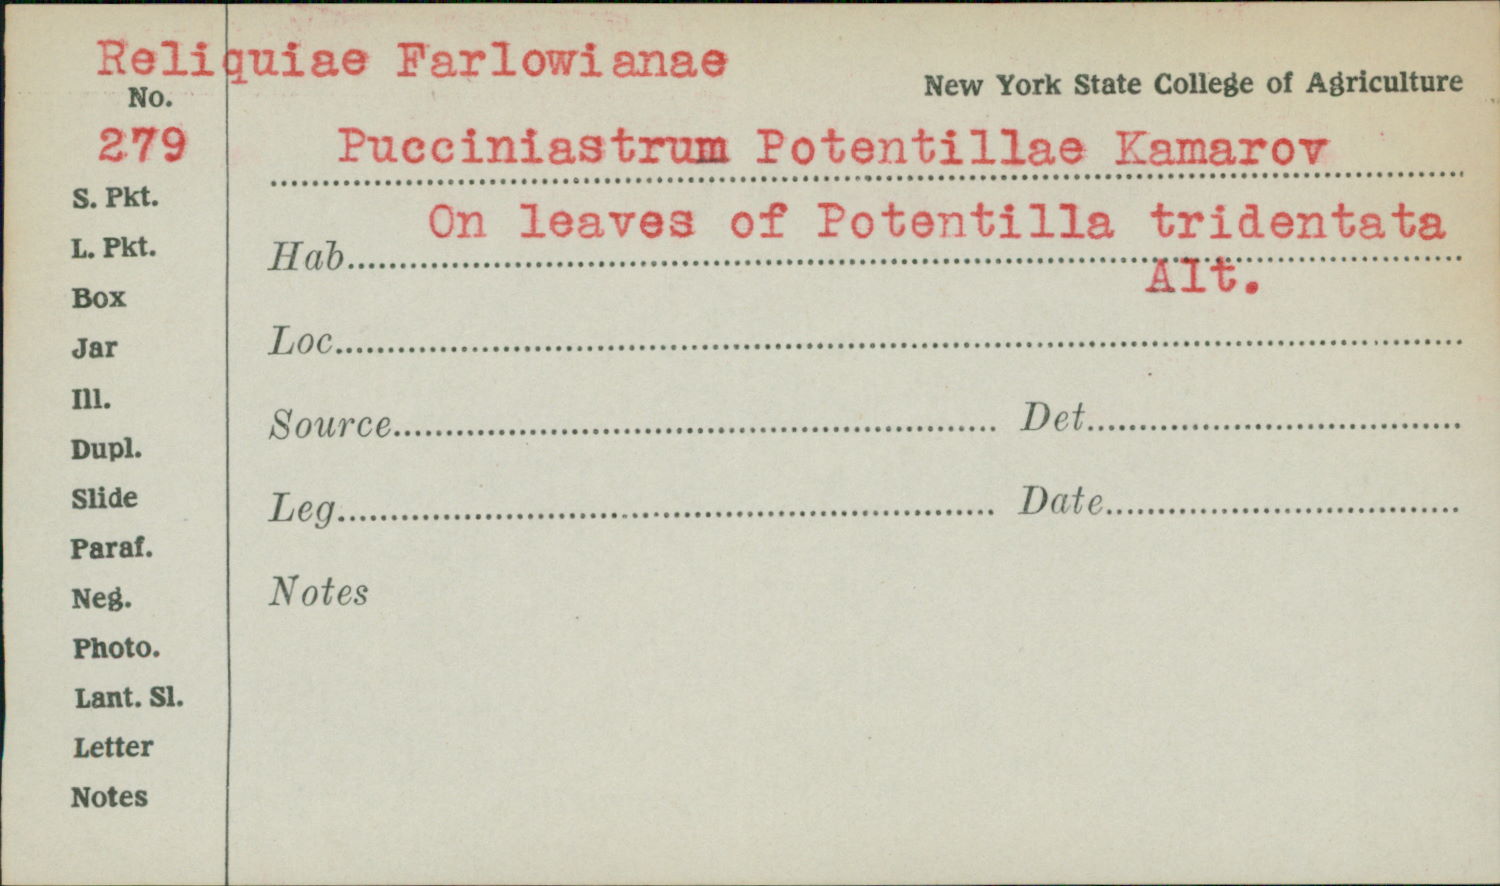 Reliquiae Farlowianae
New York State College of Agriculture
No.
279
Pucciniastrum Potentillae Kamarov
On leaves of Potentilla tridentata
Hab.
Alt.
Loc.
Source
Det.
Leg.
Date
Notes
S. Pkt.
L. Pkt.
Box
Jar
Ill.
Dupl.
Slide
Paraf.
Neg.
Photo.
Lant. Sl.
Letter
Notes